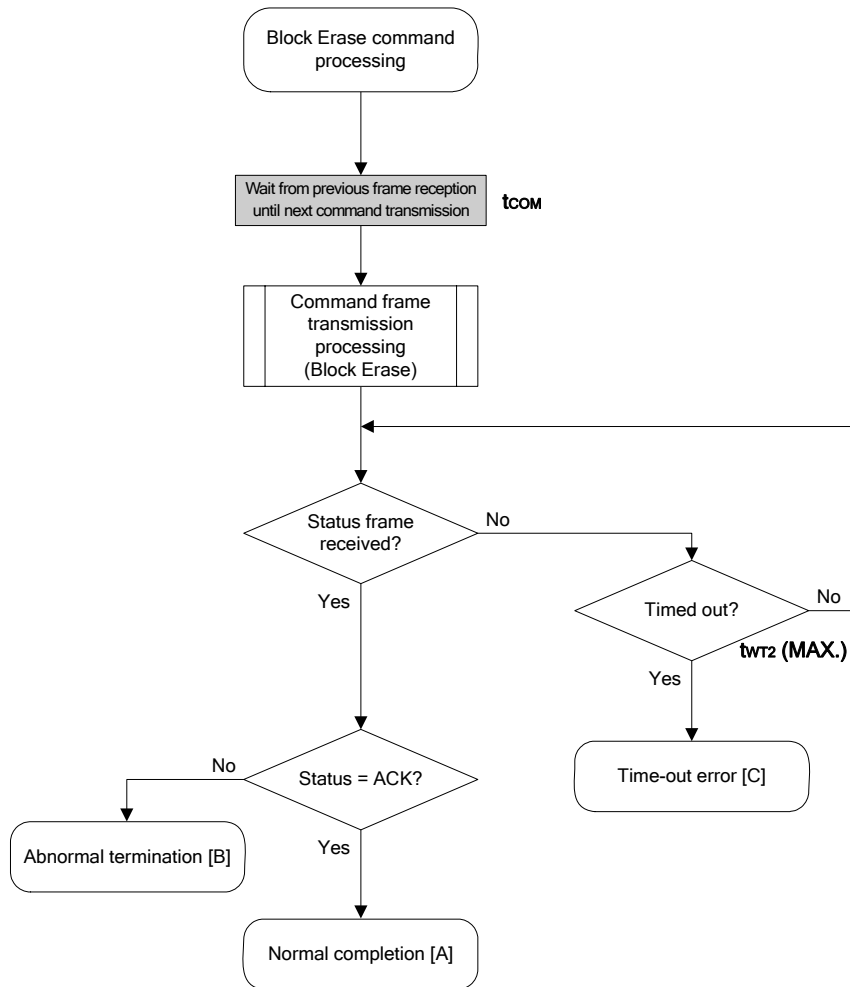 Block Erase command
processing
Wait from previous frame reception
until next command transmission
tCOM
Command frame
transmission
processing
(Block Erase)
Status frame
received?
No
Yes
Timed out?
No
tWT2 (MAX.)
Yes
Time-out error [C]
Status = ACK?
No
Abnormal termination [B]
Yes
Normal completion [A]